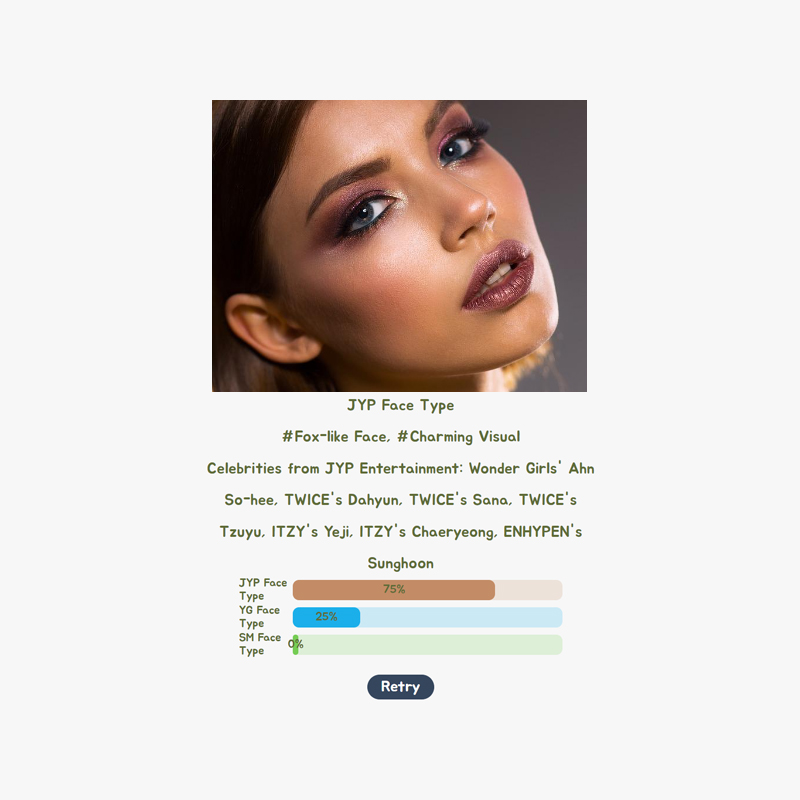 JYP Face Type
#Fox-like Face, #Charming Visual
Celebrities from JYP Entertainment: Wonder Girls' Ahn
So-hee, TWICE's Dahyun, TWICE's Sana, TWICE's
Tzuyu, ITZY's Yeji, ITZY's Chaeryeong, ENHYPEN's
Sunghoon
JYP Face
Type
75%
YG Face
Type
25%
SM Face
Type
0%
Retry